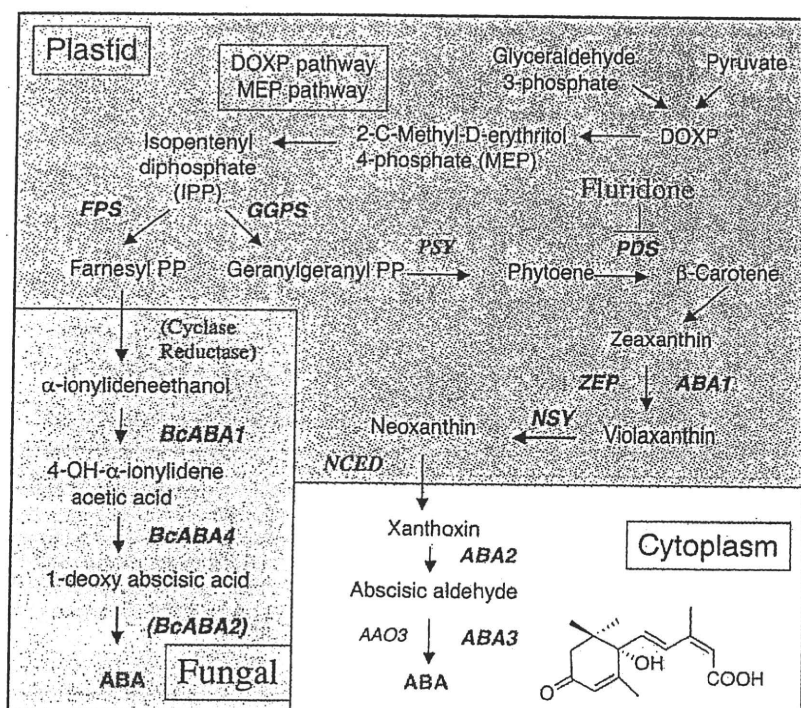 Plastid
DOXP pathway
MEP pathway
Glyceraldehyde
3-phosphate
Pyruvate
Isopentenyl
diphosphate
(IPP)
2-C-Methyl-D-erythritol
4-phosphate (MEP)
DOXP
Fluridone
FPS
GGPS
PSY
PDS
Farnesyl PP
Geranylgeranyl PP
Phytoene
β-Carotene
(Cyclase
Reductase)
Zeaxanthin
α-ionylideneethanol
ZEP
ABA1
BcABA1
Neoxanthin
NSY
Violaxanthin
4-OH-α-ionylidene
acetic acid
NCED
Xanthoxin
Cytoplasm
BcABA4
ABA2
1-deoxy abscisic acid
Abscisic aldehyde
(BcABA2)
AAO3
ABA3
OH
COOH
O
ABA
Fungal
ABA